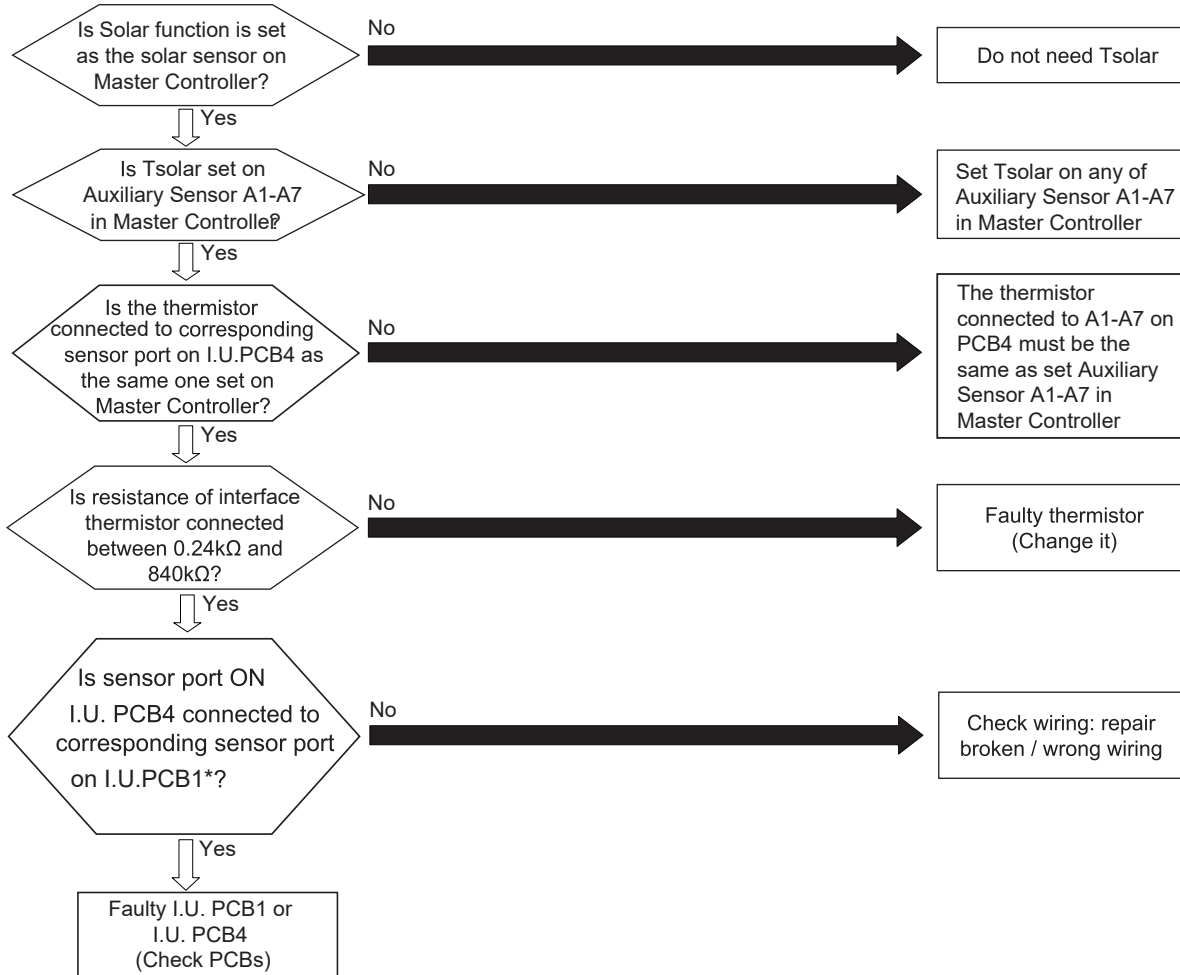 Is Solar function is set
as the solar sensor on
Master Controller?
No
Do not need Tsolar
Yes
Is Tsolar set on
Auxiliary Sensor A1-A7
in Master Controller?
No
Set Tsolar on any of
Auxiliary Sensor A1-A7
in Master Controller
Yes
Is the thermistor
connected to corresponding
sensor port on I.U.PCB4 as
the same one set on
Master Controller?
No
The thermistor
connected to A1-A7 on
PCB4 must be the
same as set Auxiliary
Sensor A1-A7 in
Master Controller
Yes
Is resistance of interface
thermistor connected
between 0.24kΩ and
840kΩ?
No
Faulty thermistor
(Change it)
Yes
Is sensor port ON
I.U. PCB4 connected to
corresponding sensor port
on I.U.PCB1*?
No
Check wiring: repair
broken / wrong wiring
Yes
Faulty I.U. PCB1 or
I.U. PCB4
(Check PCBs)